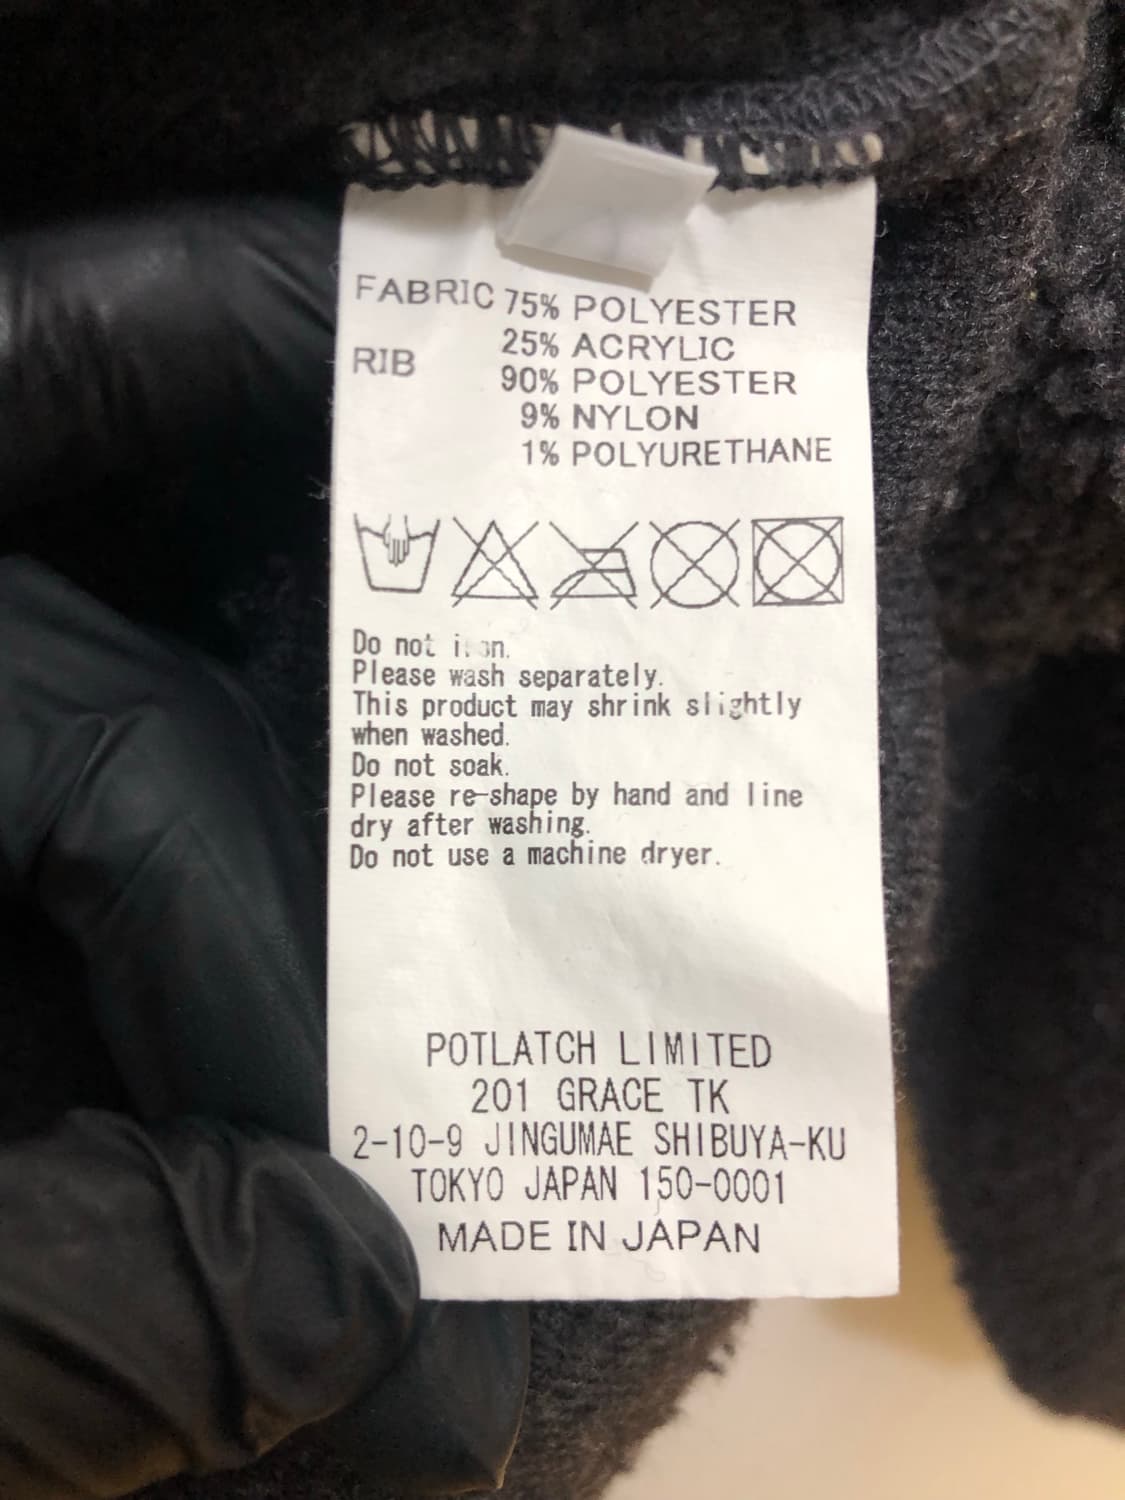 FABRIC 75% POLYESTER
25% ACRYLIC
RIB 90% POLYESTER
9% NYLON
1% POLYURETHANE
Do not iron.
Please wash separately.
This product may shrink slightly
when washed.
Do not soak.
Please re-shape by hand and line
dry after washing.
Do not use a machine dryer.
POTLATCH LIMITED
201 GRACE TK
2-10-9 JINGUMAE SHIBUYA-KU
TOKYO JAPAN 150-0001
MADE IN JAPAN